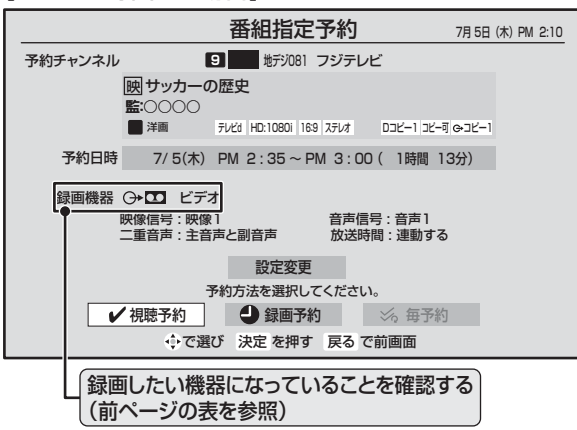 番組指定予約 7月5日(木) PM 2:10
予約チャンネル 9 地デジ081 フジテレビ
映 サッカーの歴史
監:○○○○
洋画 テレビd HD:1080i 16:9 ステレオ Dコピー1 コピー可 コピー1
予約日時 7/ 5(木) PM 2:35~PM 3:00( 1時間 13分)
録画機器 ビデオ
映像信号:映像1 音声信号:音声1
二重音声:主音声と副音声 放送時間:連動する
設定変更
予約方法を選択してください。
✔視聴予約 録画予約 毎予約
で選び 決定 を押す 戻る で前画面
録画したい機器になっていることを確認する
(前ページの表を参照)